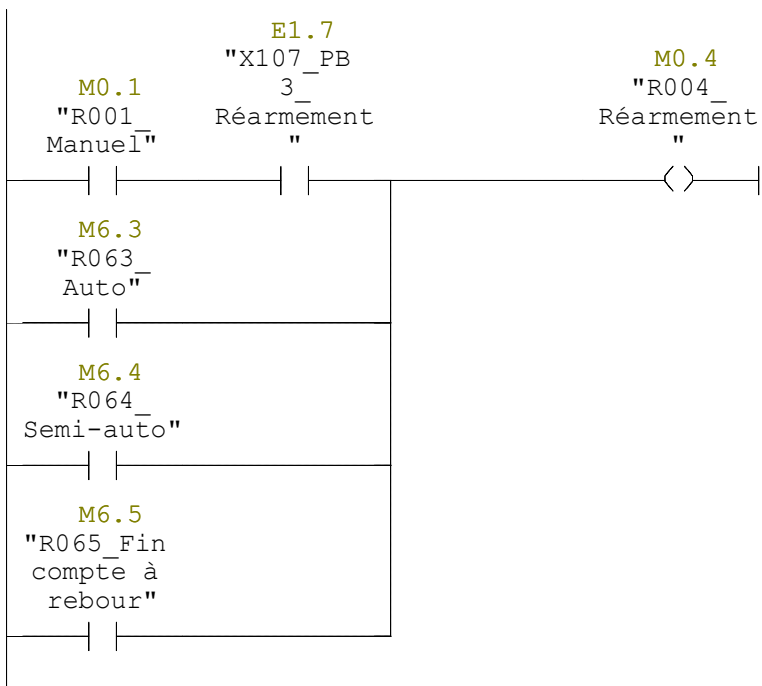 E1.7
"X107_PB
3_
Réarmement
"
M0.1
"R001_
Manuel"
M0.4
"R004_
Réarmement
"
M6.3
"R063_
Auto"
M6.4
"R064_
Semi-auto"
M6.5
"R065_Fin
compte à
rebour"